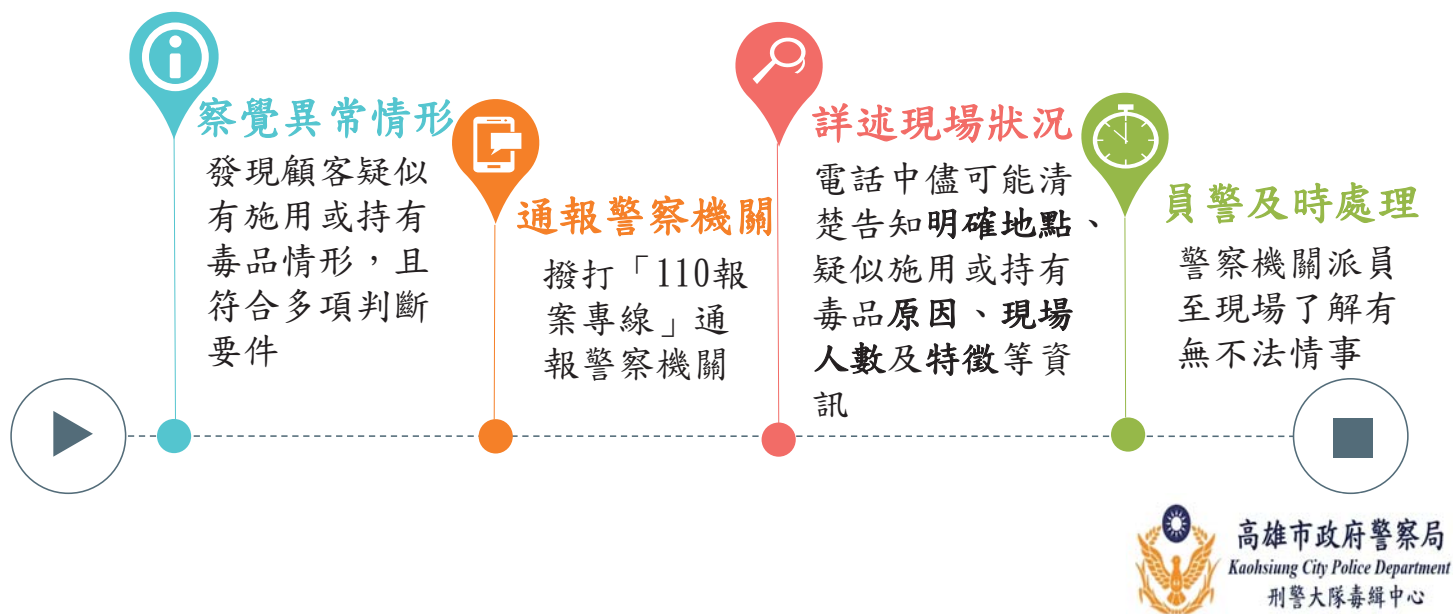 察覺異常情形
發現顧客疑似
有施用或持有
毒品情形，且
符合多項判斷
要件
通報警察機關
撥打「110報
案專線」通
報警察機關
詳述現場狀況
電話中儘可能清
楚告知明確地點、
疑似施用或持有
毒品原因、現場
人數及特徵等資
訊
員警及時處理
警察機關派員
至現場了解有
無不法情事
高雄市政府警察局
Kaohsiung City Police Department
刑警大隊毒緝中心